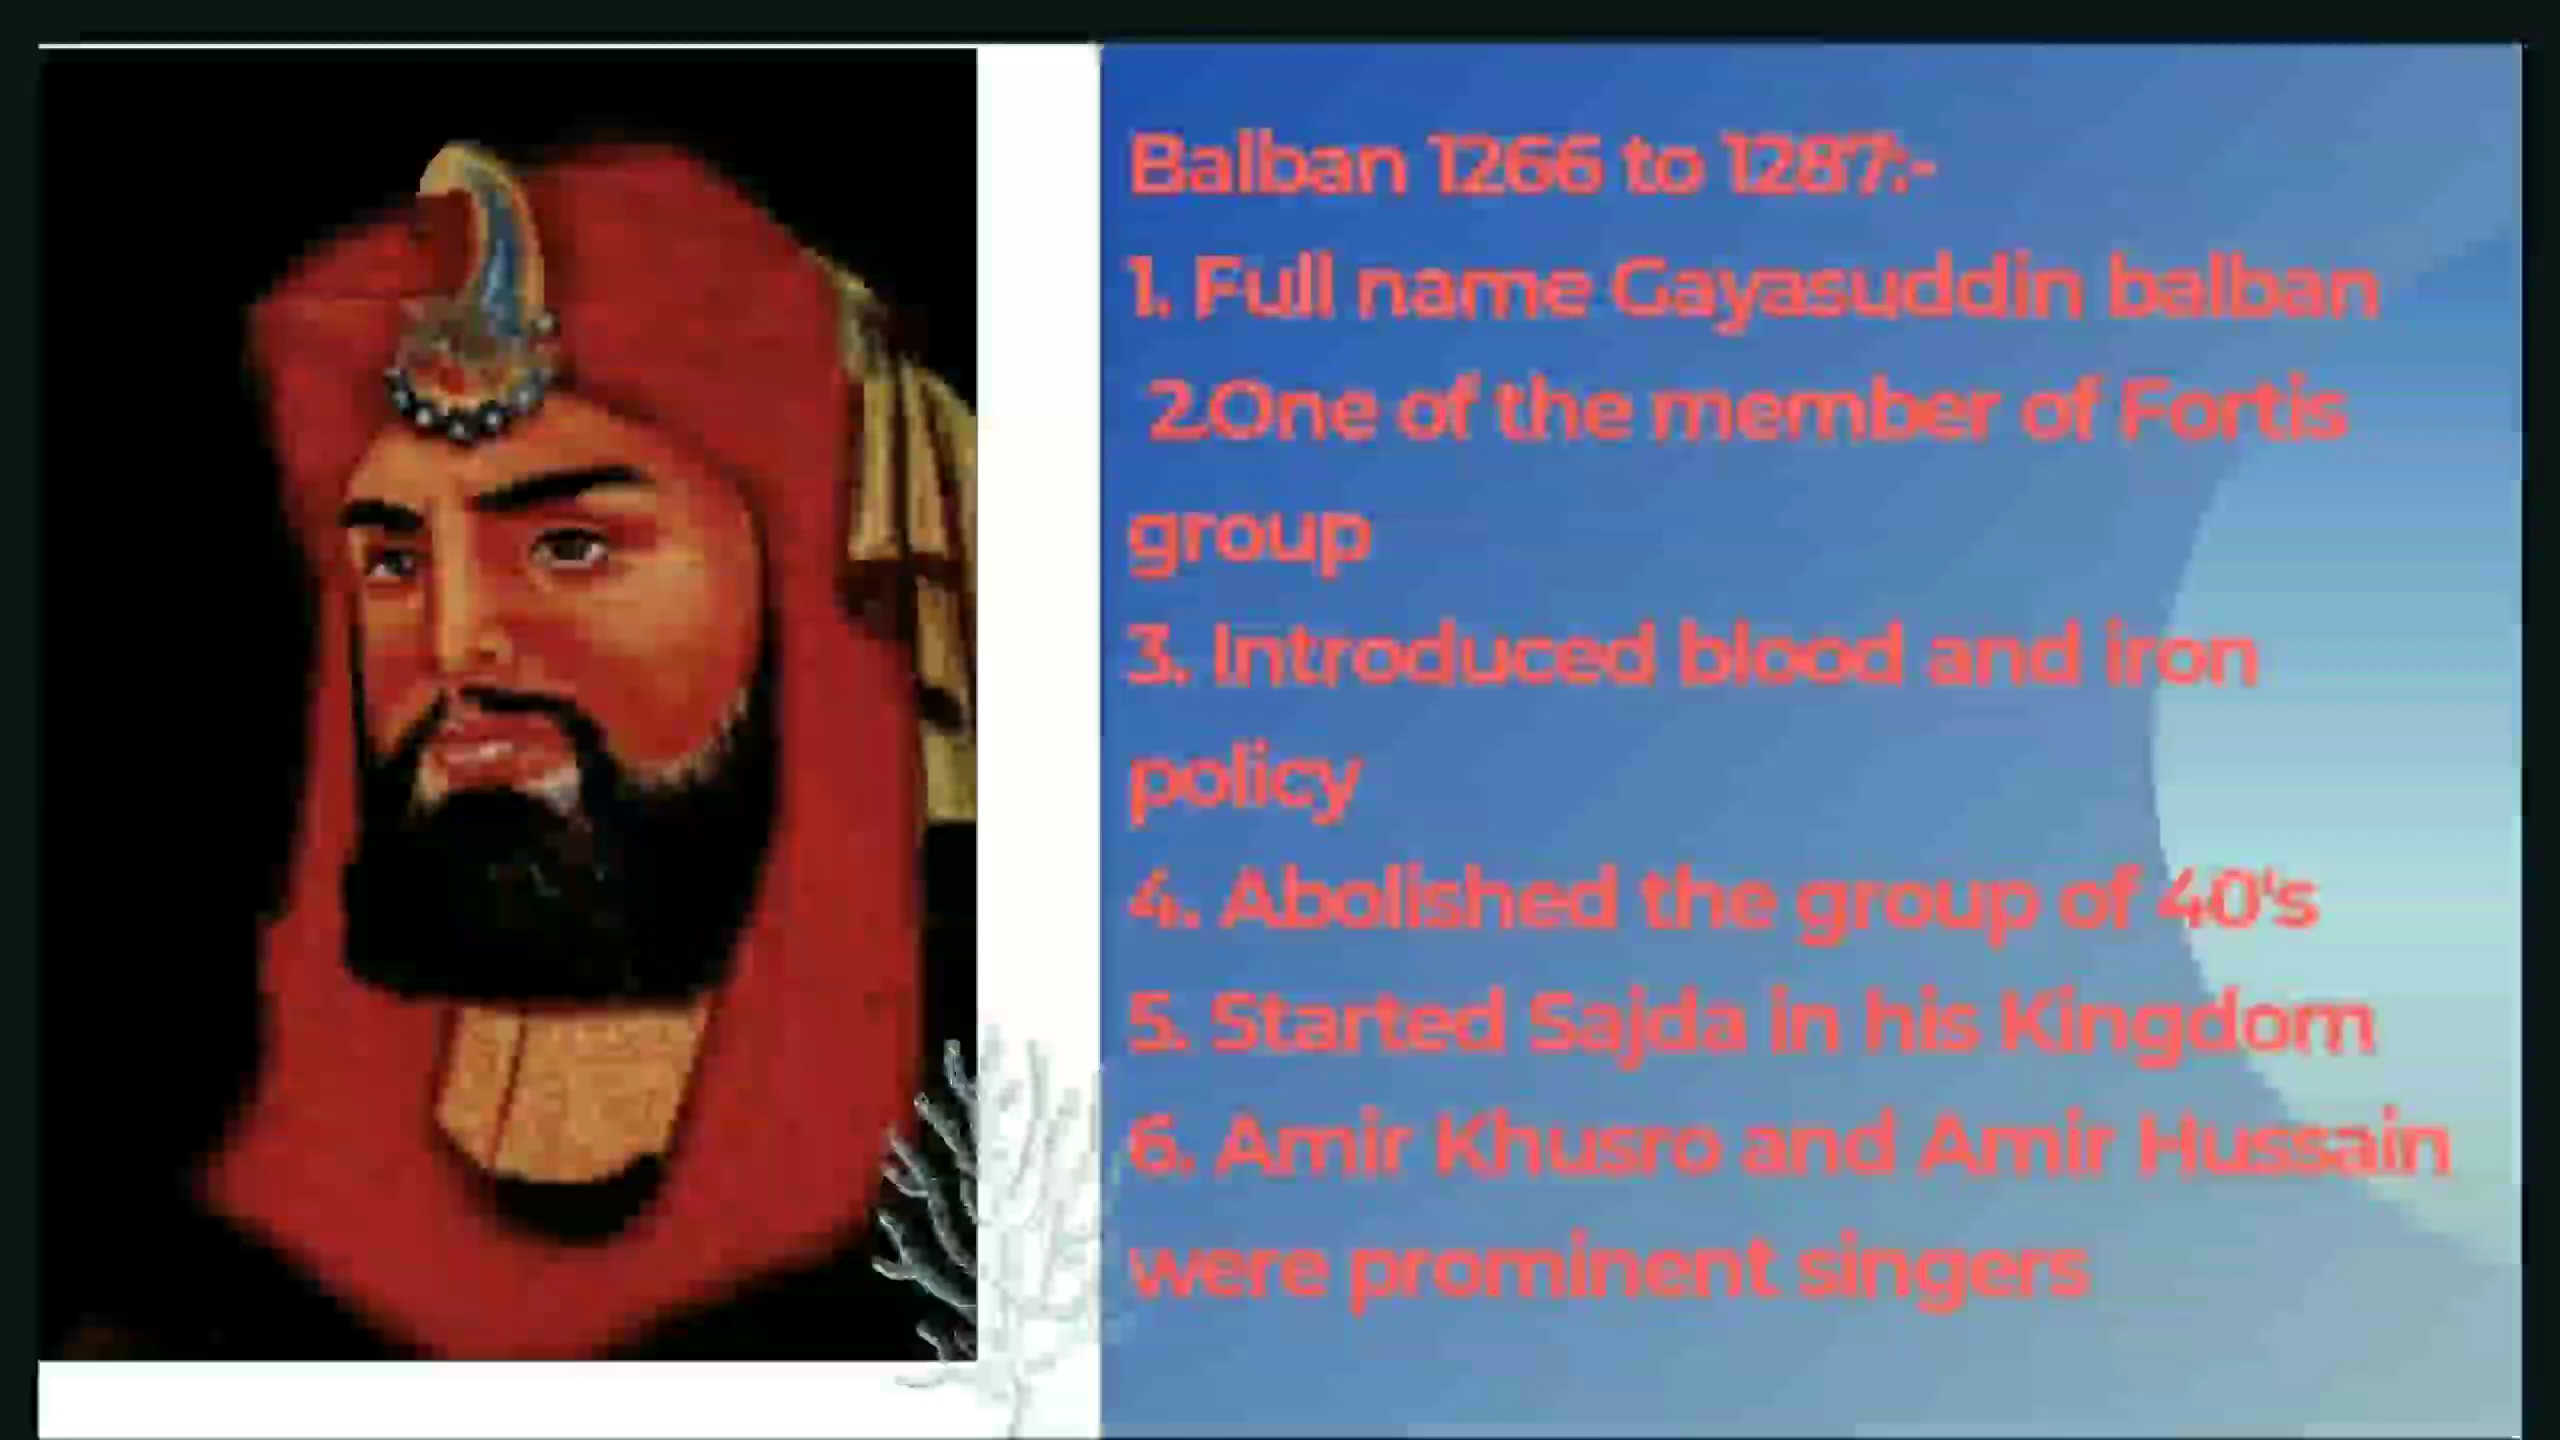 Balban 1266 to 1287:-
1. Full name Gayasuddin balban
2.One of the member of Fortis
group
3. Introduced blood and iron
policy
4. Abolished the group of 40's
5. Started Sajda in his Kingdom
6. Amir Khusro and Amir Hussain
were prominent singers